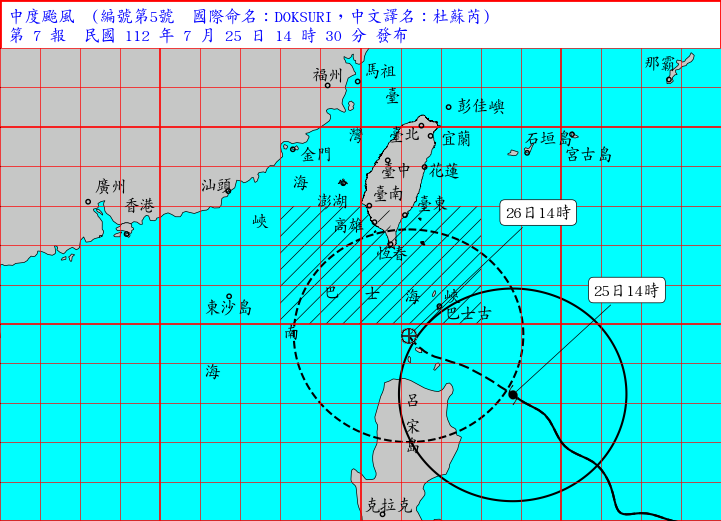 中度颱風 (編號第5號 國際命名：DOKSURI，中文譯名：杜蘇芮)
第 7 報 民國 112 年 7 月 25 日 14 時 30 分 發布
那霸
福州 馬祖
臺
彭佳嶼
灣 臺北 宜蘭 石垣島
金門 宮古島
臺中 花蓮
廣州 汕頭 海
臺南
香港 澎湖 臺東
26日14時
峽 高雄
恆春
25日14時
巴 士 海 峽
東沙島 巴士古
南
海
呂
宋
島
克拉克